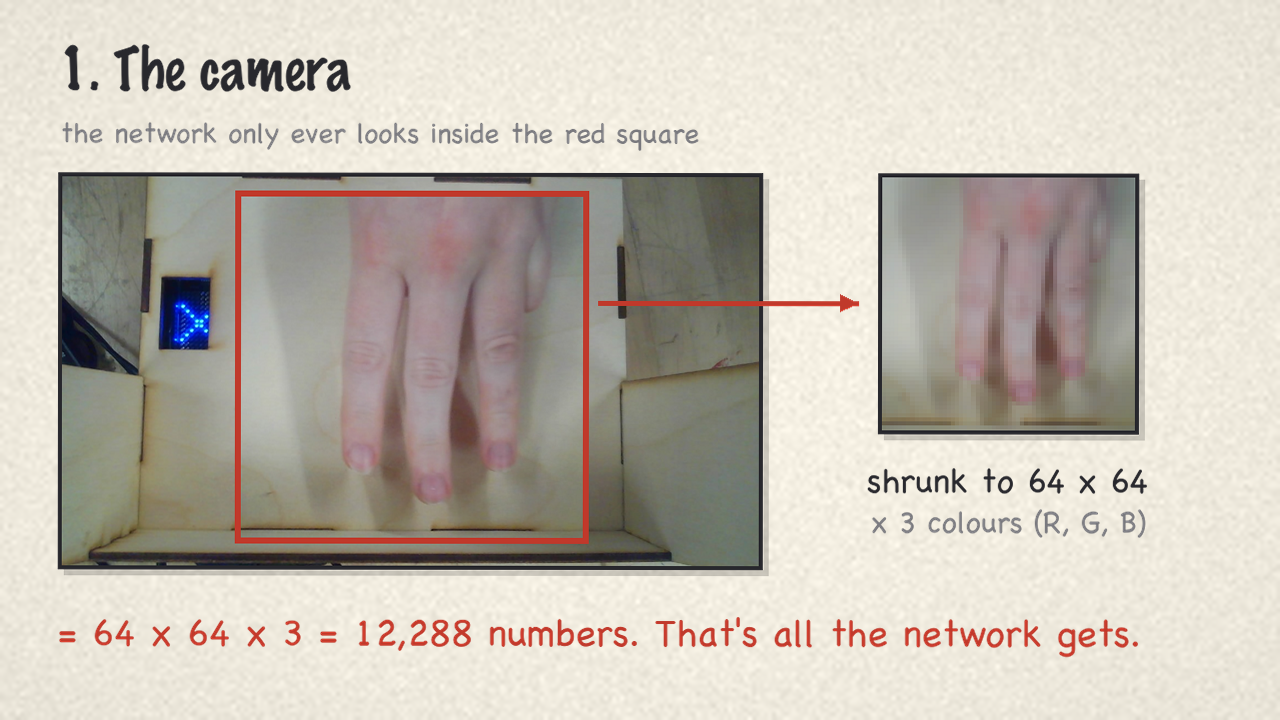 1. The camera
the network only ever looks inside the red square
shrunk to 64 x 64
x 3 colours (R, G, B)
= 64 x 64 x 3 = 12,288 numbers. That's all the network gets.